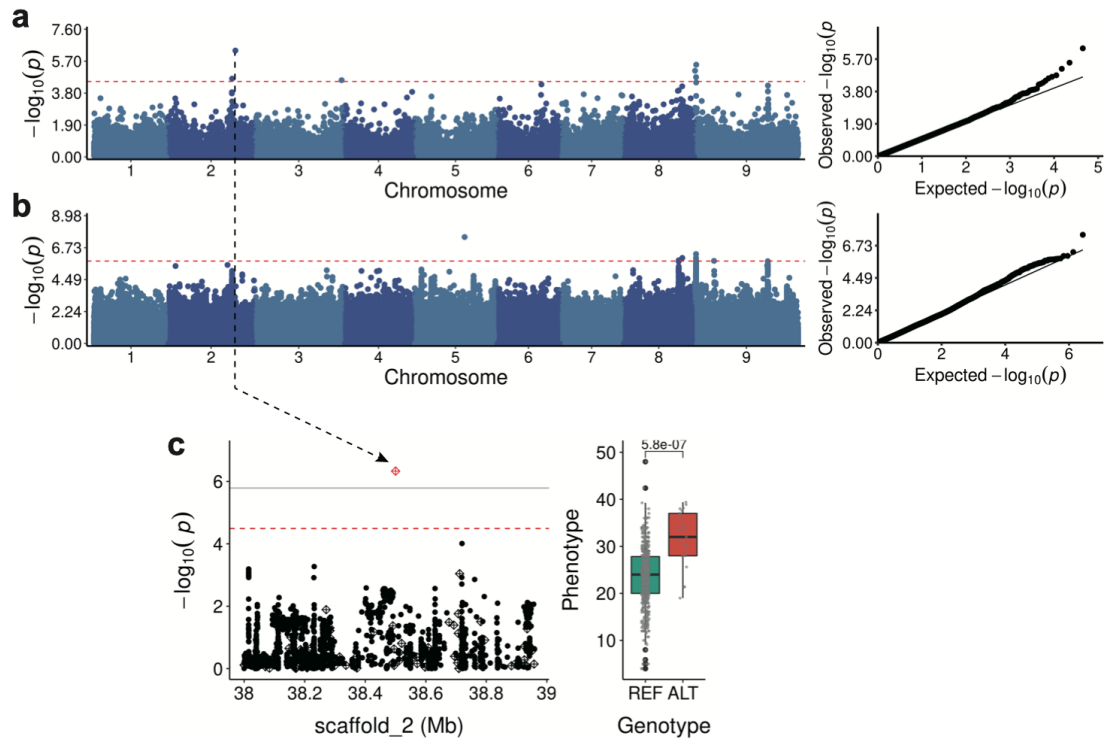 a
7.60
5.70
3.80
1.90
0.00
−log10(p)
1 2 3 4 5 6 7 8 9
Chromosome
5.70
3.80
1.90
0.00
Observed −log10(p
0 1 2 3 4 5
Expected −log10(p)
b
8.98
6.73
4.49
2.24
0.00
−log10(p)
1 2 3 4 5 6 7 8 9
Chromosome
6.73
4.49
2.24
0.00
Observed −log10(p)
0 2 4 6
Expected −log10(p)
c
6
4
2
0
−log10( p)
38 38.2 38.4 38.6 38.8 39
scaffold_2 (Mb)
5.8e-07
50
40
30
20
10
Phenotype
REF ALT
Genotype